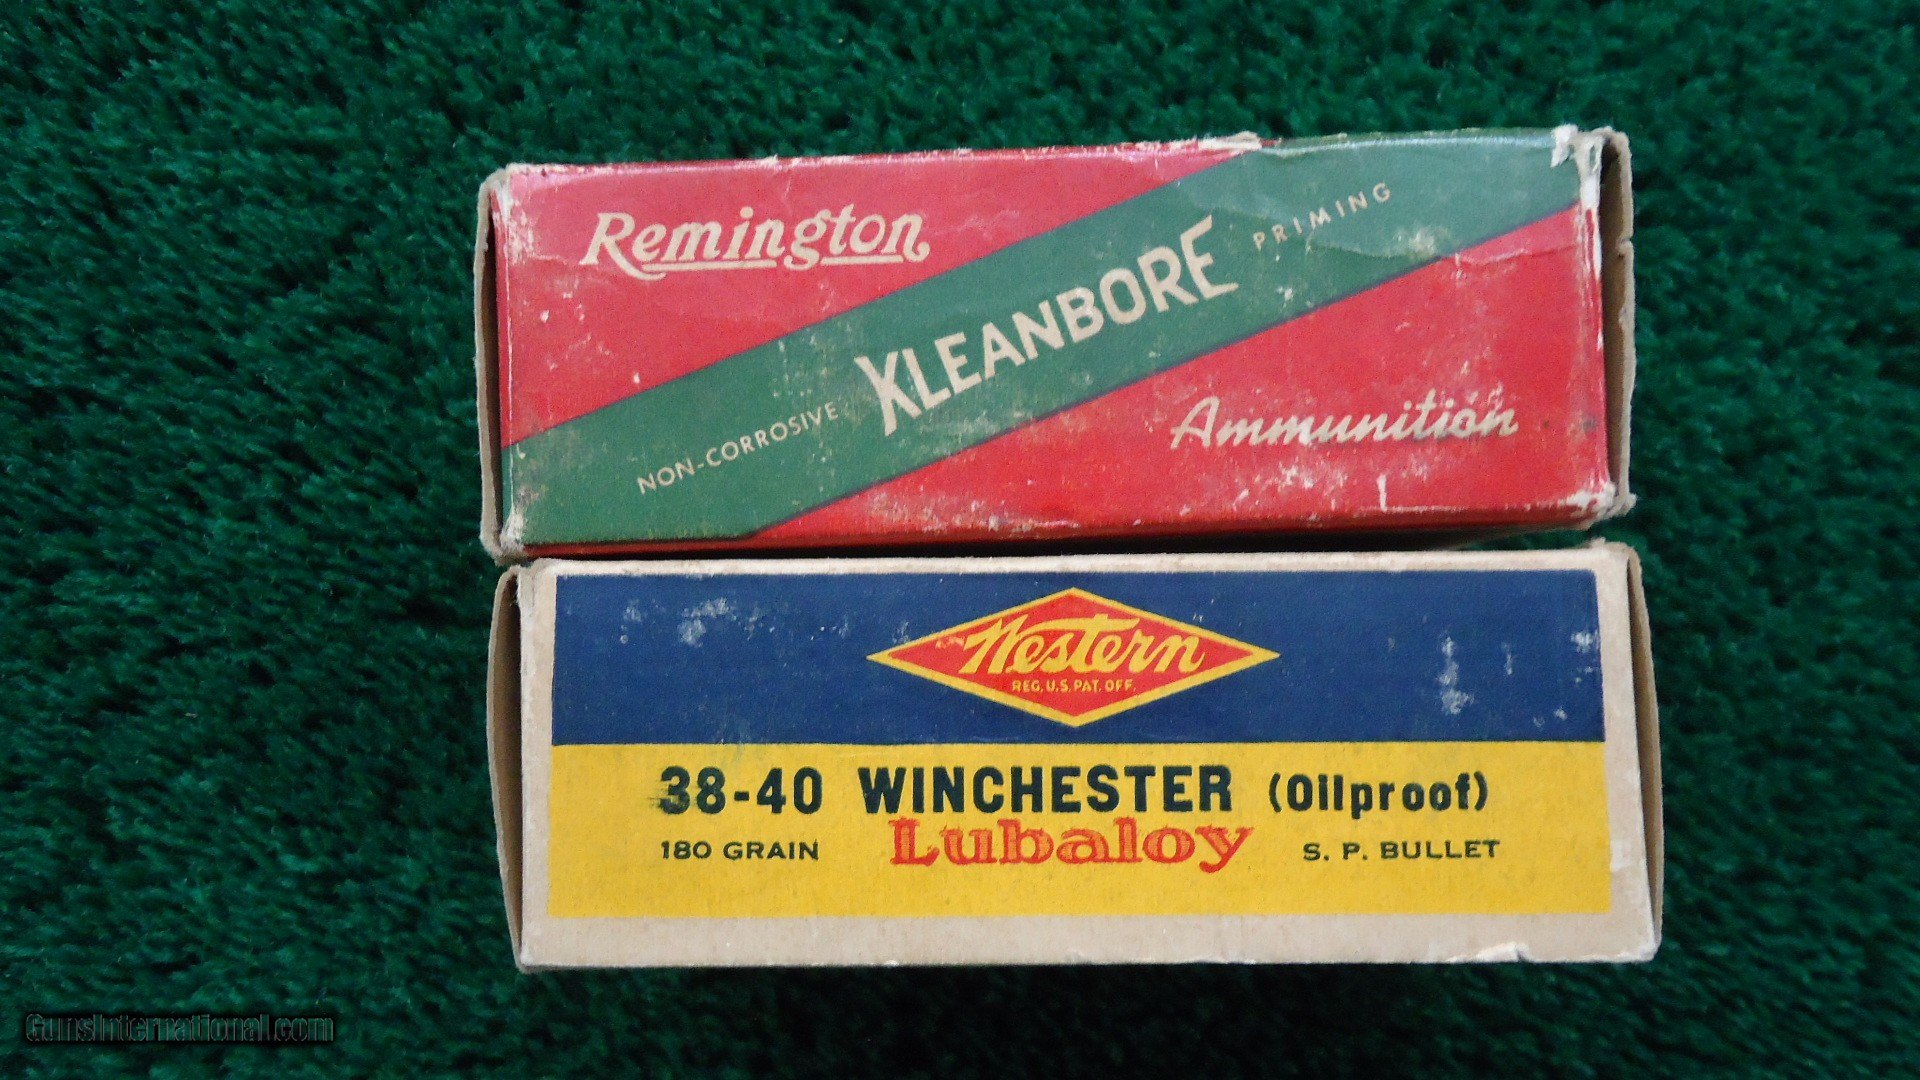 Remington
NON-CORROSIVE KLEANBORE PRIMING
Ammunition
Western
REG. U.S. PAT. OFF.
38-40 WINCHESTER (Oilproof)
180 GRAIN Lubaloy S. P. BULLET
GunsInternational.com